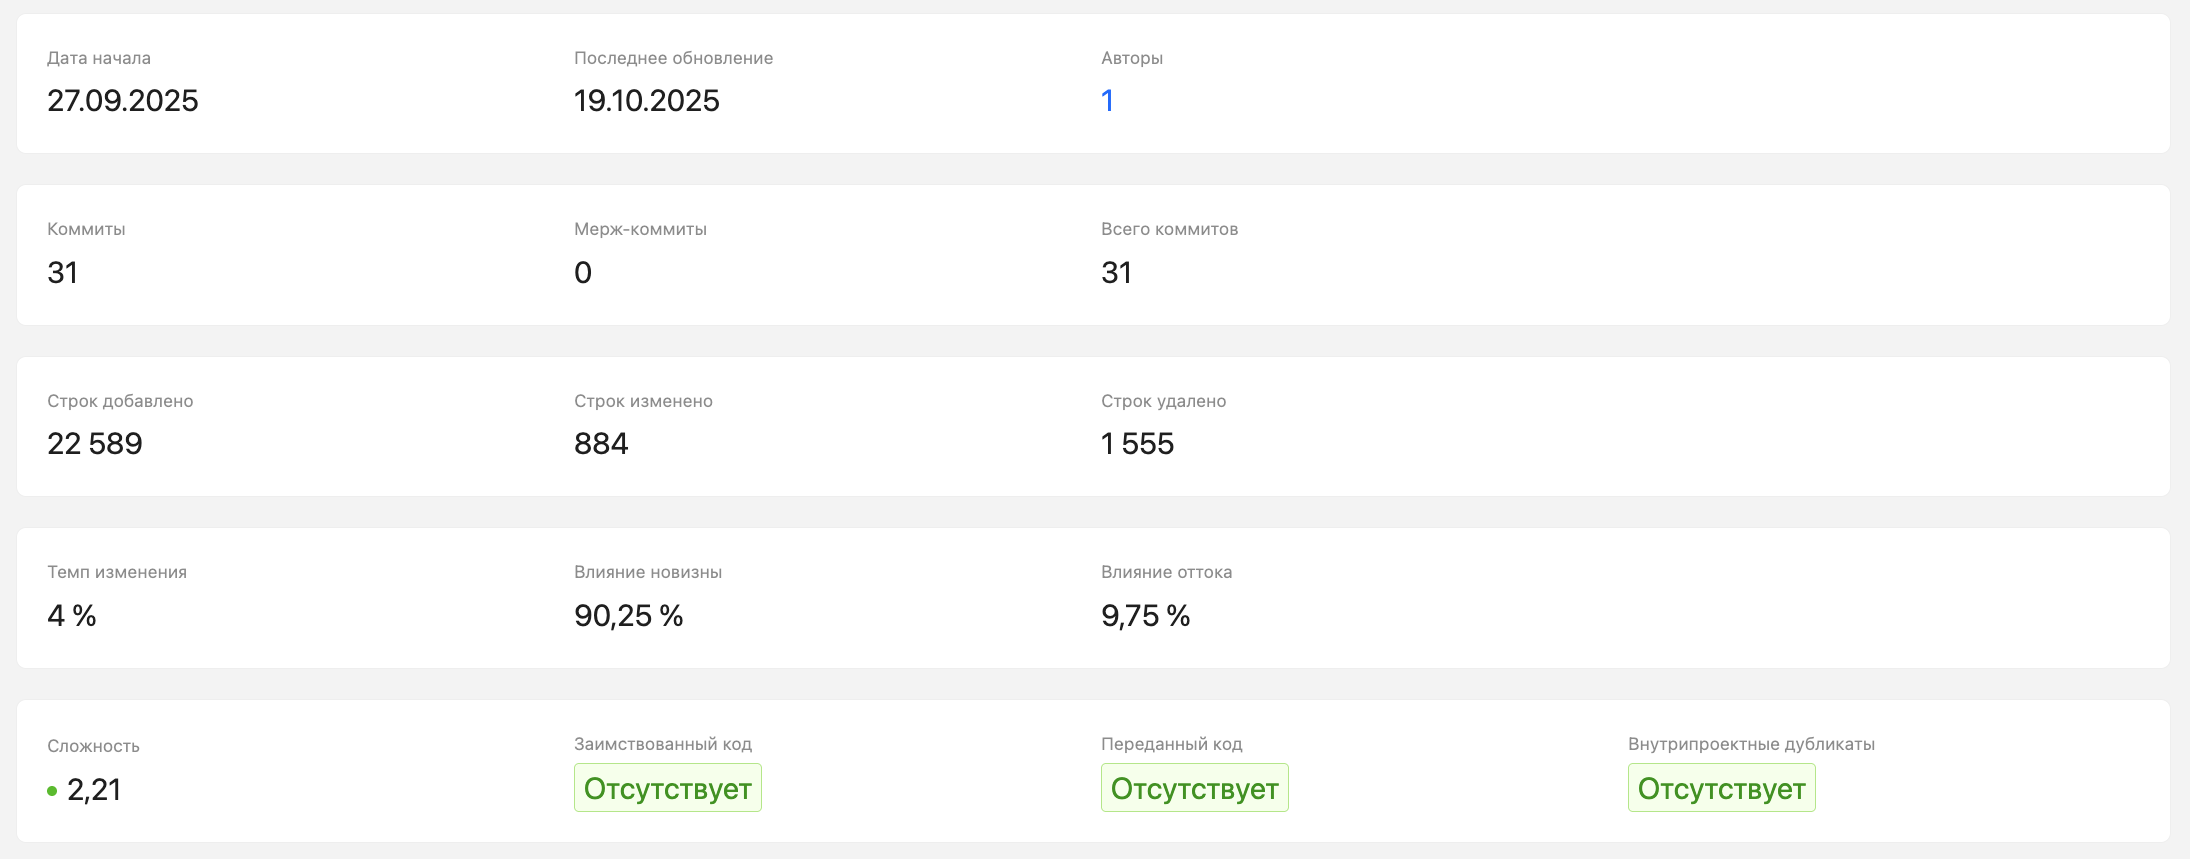 Дата начала
Последнее обновление
Авторы
27.09.2025
19.10.2025
1
Коммиты
Мерж-коммиты
Всего коммитов
31
0
31
Строк добавлено
Строк изменено
Строк удалено
22 589
884
1 555
Темп изменения
Влияние новизны
Влияние оттока
4 %
90,25 %
9,75 %
Сложность
Заимствованный код
Переданный код
Внутрипроектные дубликаты
2,21
Отсутствует
Отсутствует
Отсутствует